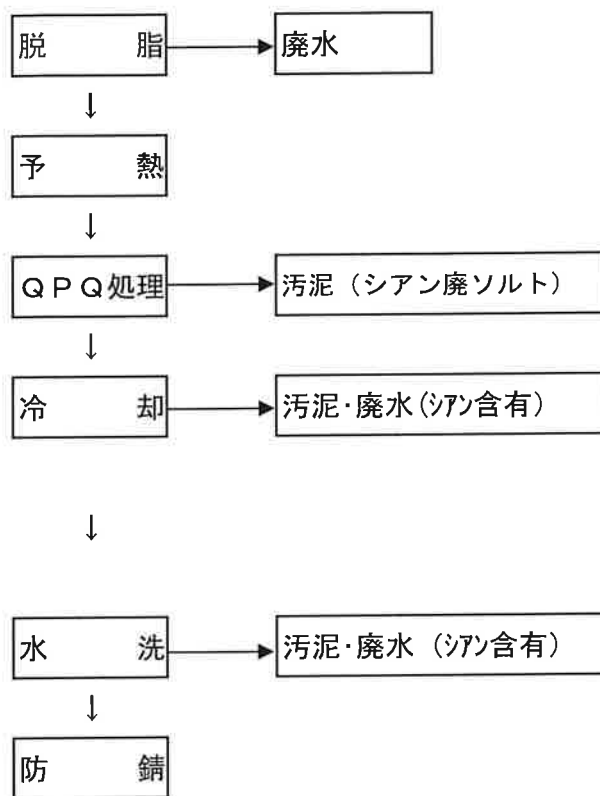 脱　　脂
廃水
↓
予　　熱
↓
ＱＰＱ処理
汚泥（シアン廃ソルト）
↓
冷　　却
汚泥・廃水(ｼｱﾝ含有)
↓
水　　洗
汚泥・廃水（ｼｱﾝ含有）
↓
防　　錆